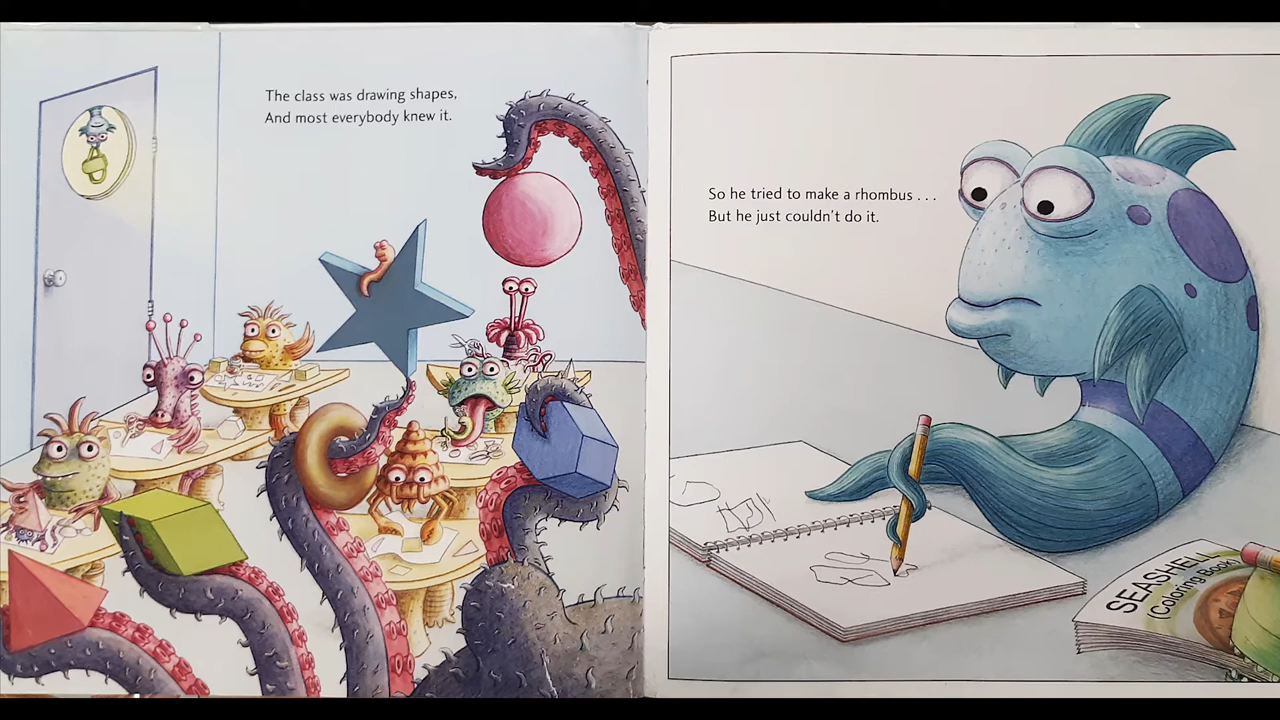 The class was drawing shapes,
And most everybody knew it.
So he tried to make a rhombus . . .
But he just couldn't do it.
SEASHELL
(Coloring Book)